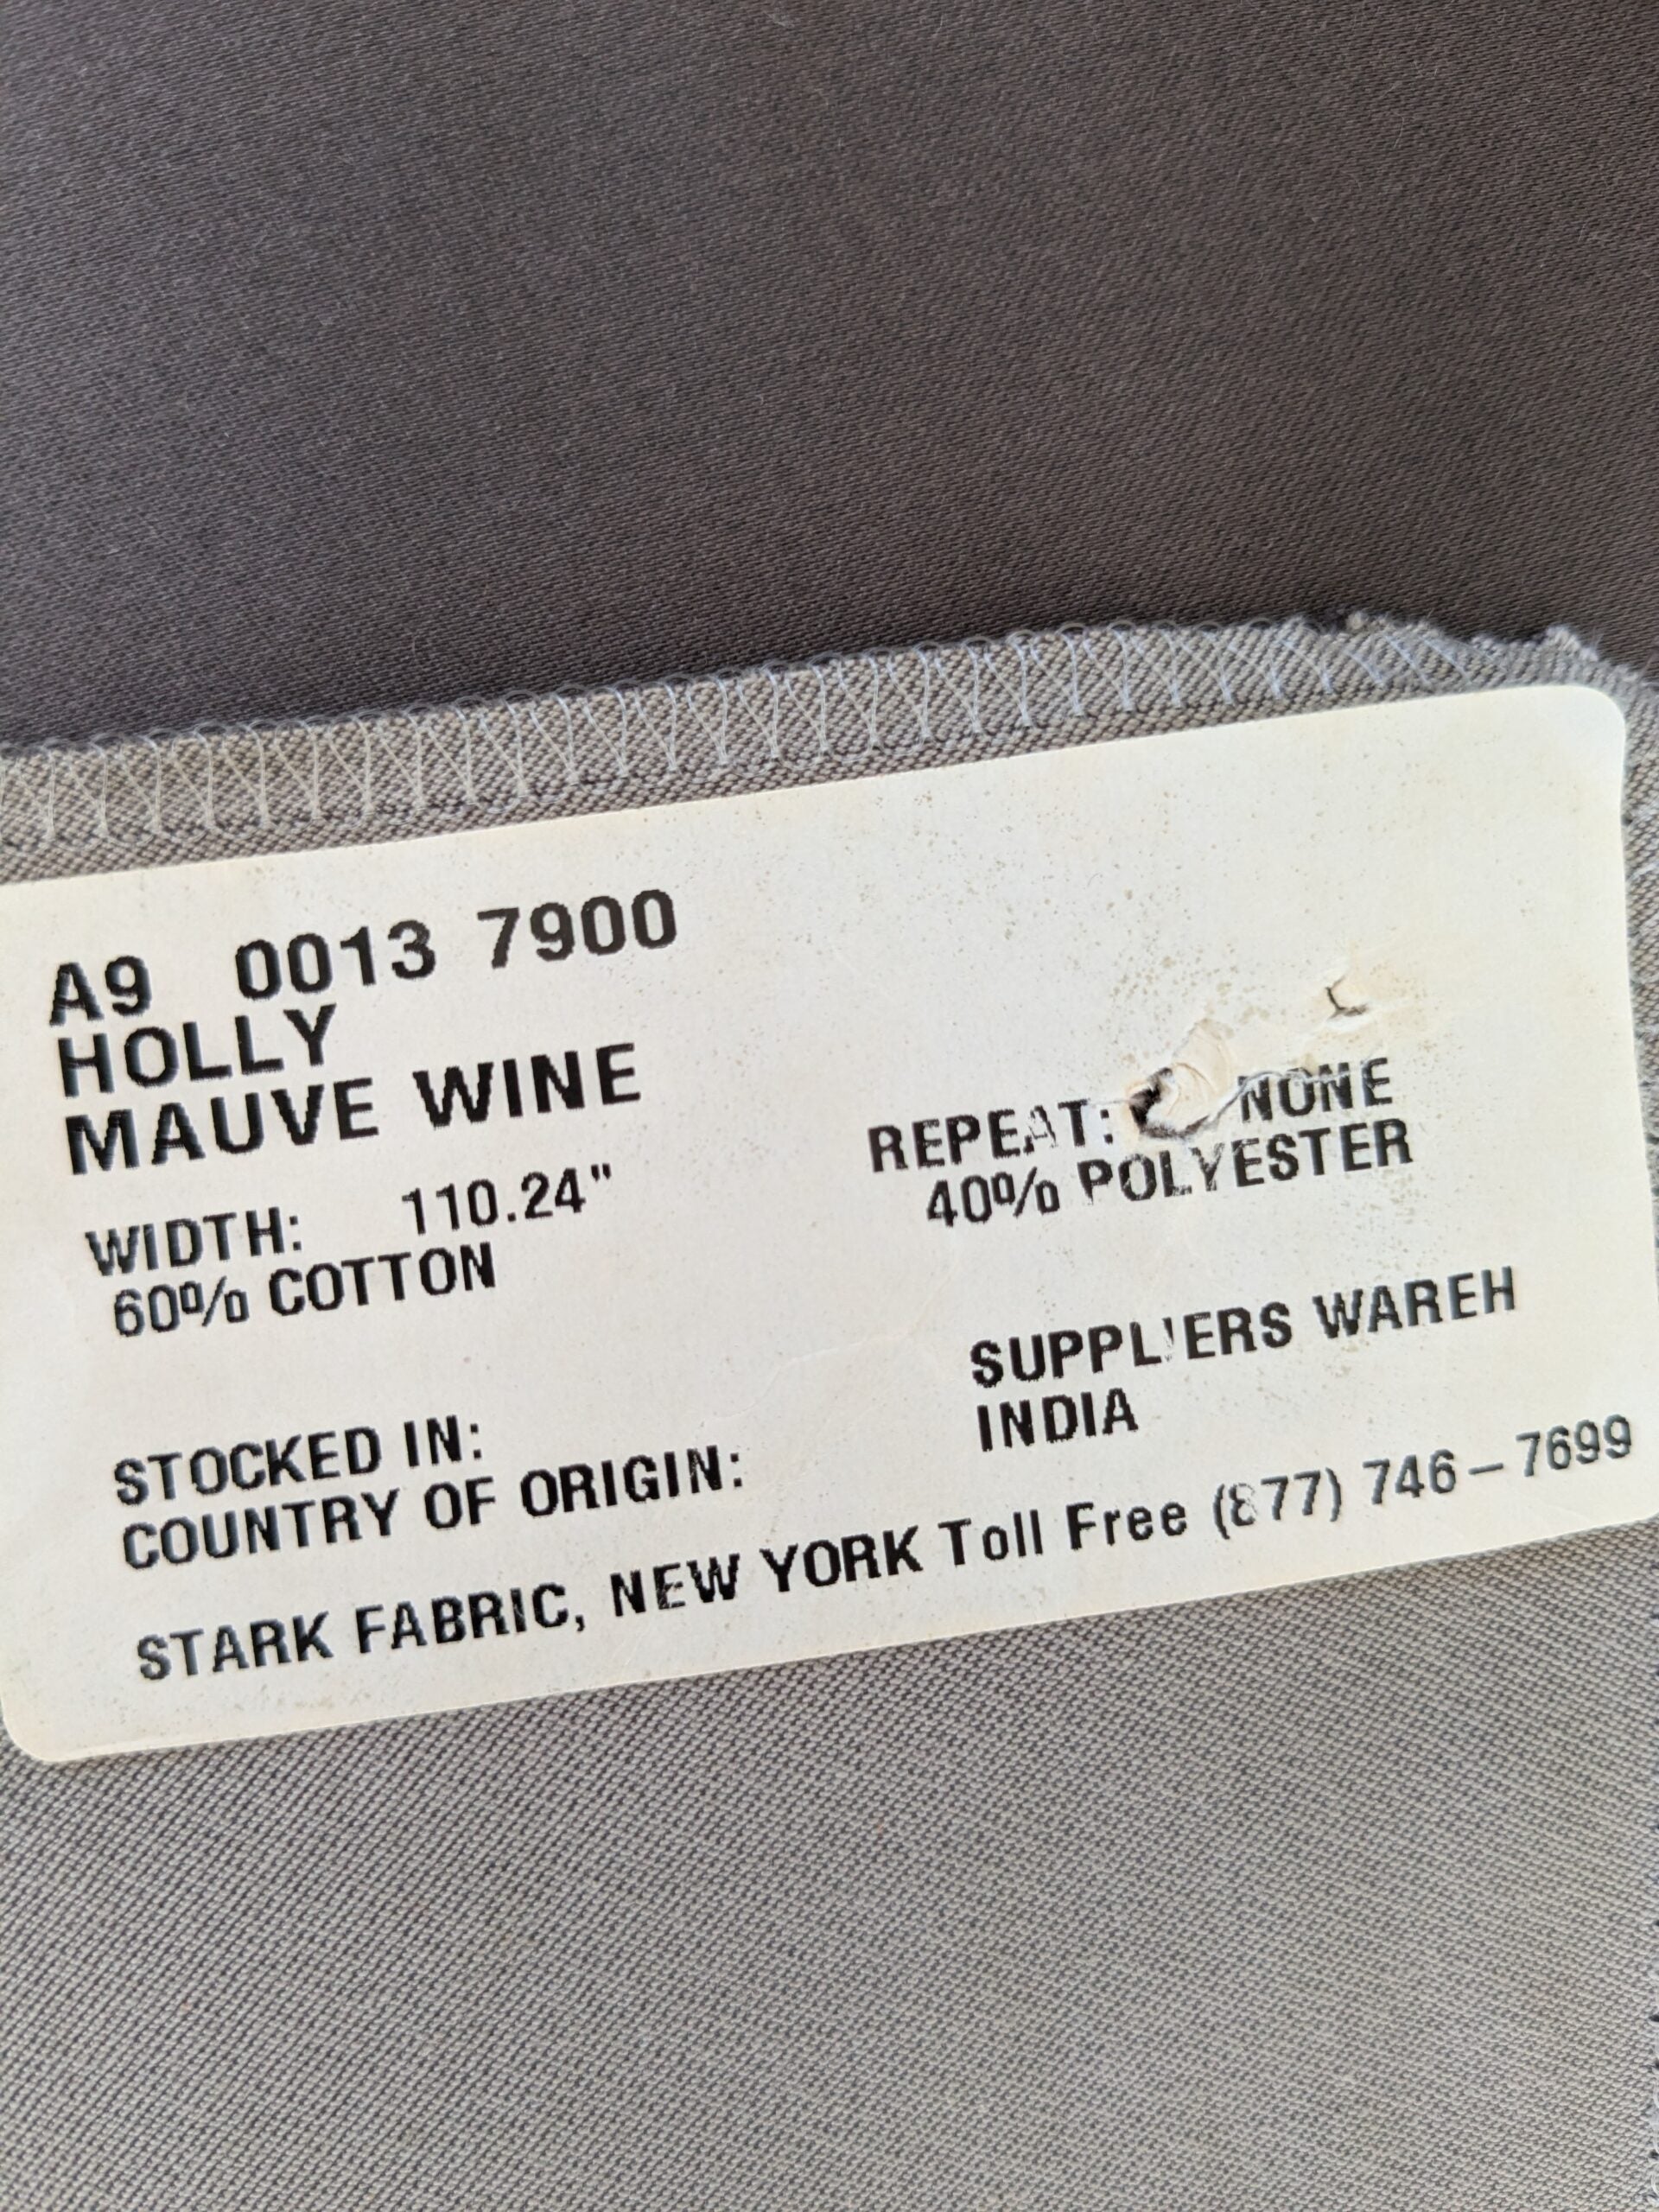 A9 0013 7900
HOLLY
MAUVE WINE
WIDTH: 110.24" REPEAT: NONE
60% COTTON 40% POLYESTER
STOCKED IN: SUPPLIERS WAREH
COUNTRY OF ORIGIN: INDIA
STARK FABRIC, NEW YORK Toll Free (877) 746-7699